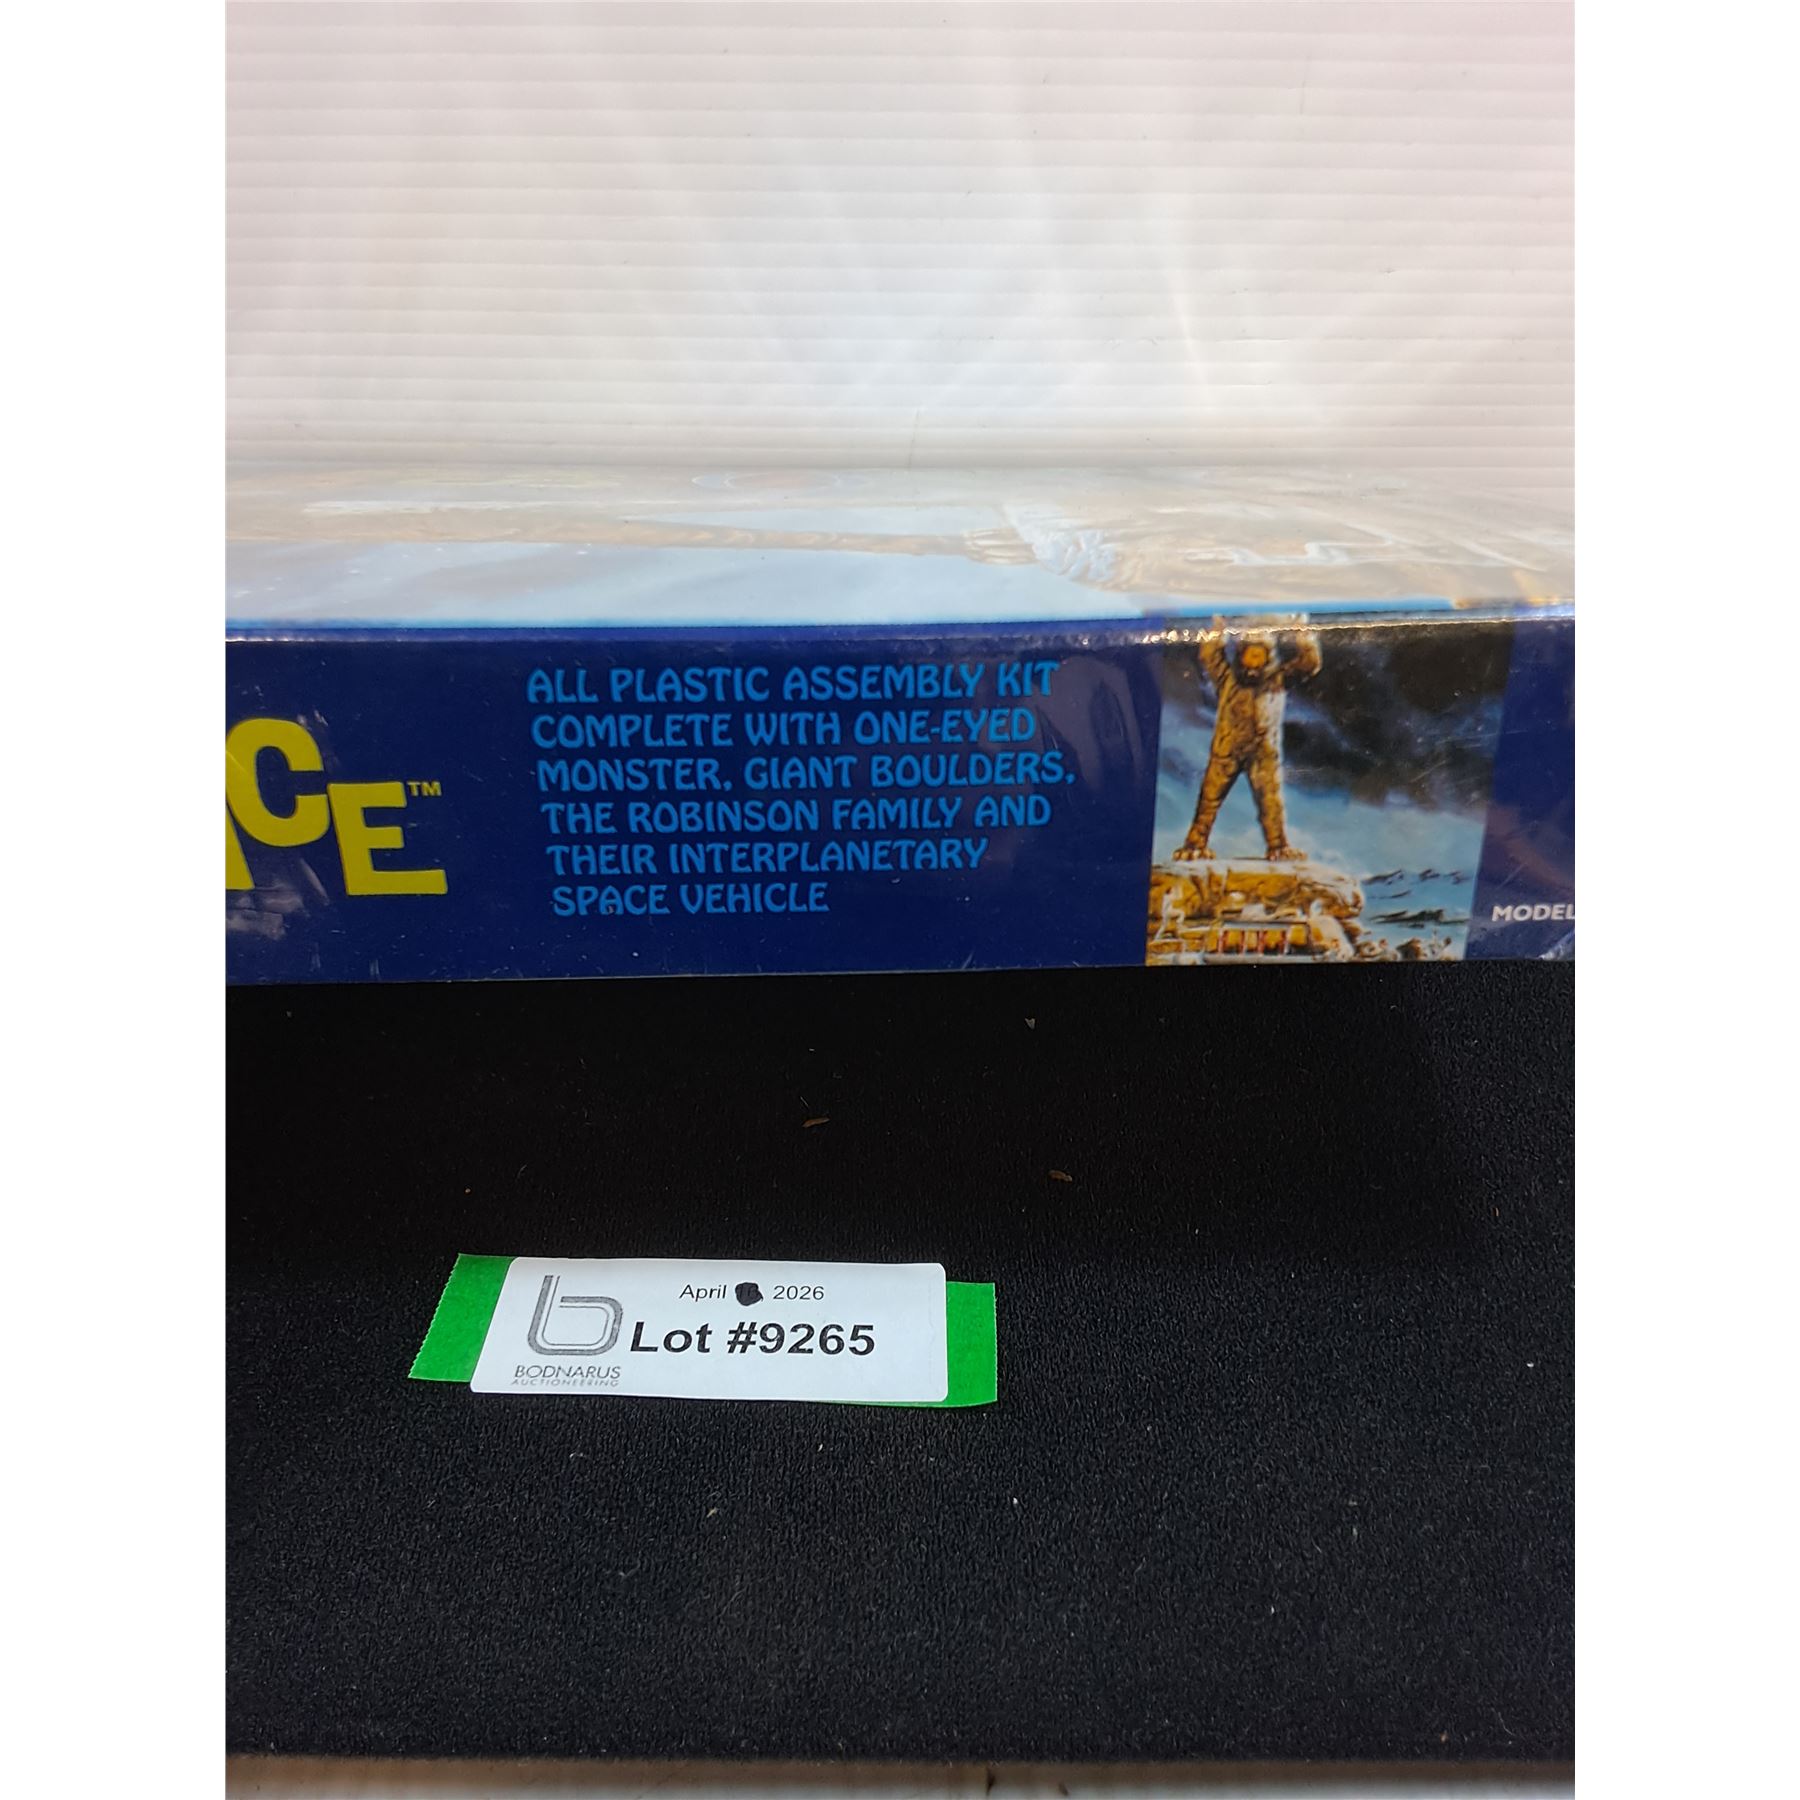 CE™
ALL PLASTIC ASSEMBLY KIT
COMPLETE WITH ONE-EYED
MONSTER, GIANT BOULDERS,
THE ROBINSON FAMILY AND
THEIR INTERPLANETARY
SPACE VEHICLE
MODEL
April , 2026
Lot #9265
BODNARUS
AUCTIONEERING